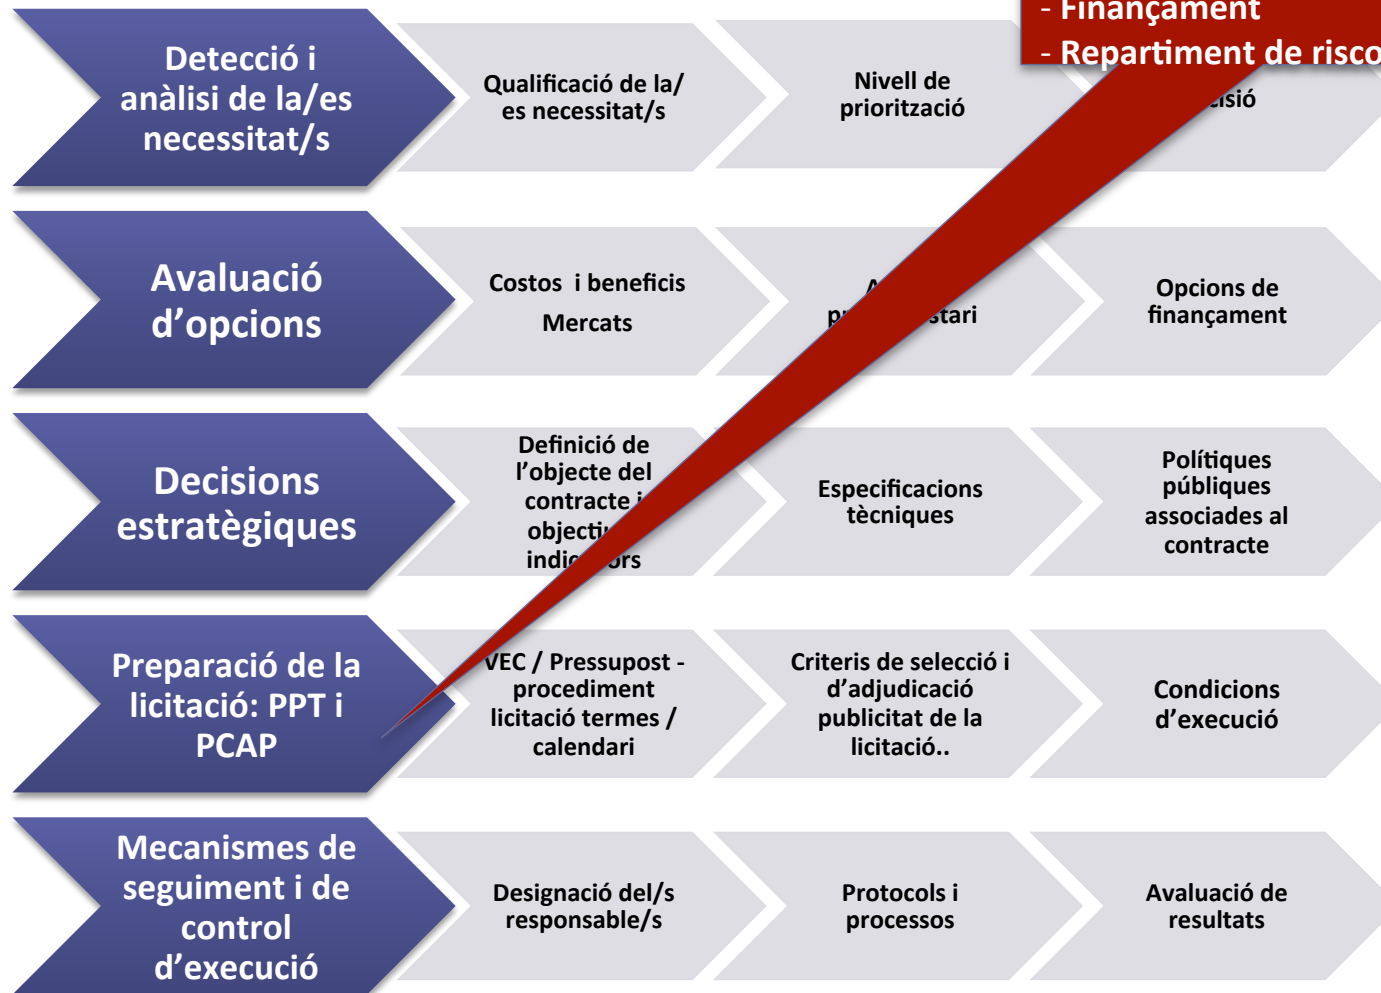 - Finançament
- Repartiment de risco
Detecció i
anàlisi de la/es
necessitat/s
Qualificació de la/
es necessitat/s
Nivell de
priorització
Avaluació
d’opcions
Costos i beneficis
Mercats
Opcions de
finançament
Decisions
estratègiques
Definició de
l’objecte del
contracte i
Especificacions
tècniques
Polítiques
públiques
associades al
contracte
Preparació de la
licitació: PPT i
PCAP
VEC / Pressupost -
procediment
licitació termes /
calendari
Criteris de selecció i
d’adjudicació
publicitat de la
licitació..
Condicions
d’execució
Mecanismes de
seguiment i de
control
d’execució
Designació del/s
responsable/s
Protocols i
processos
Avaluació de
resultats